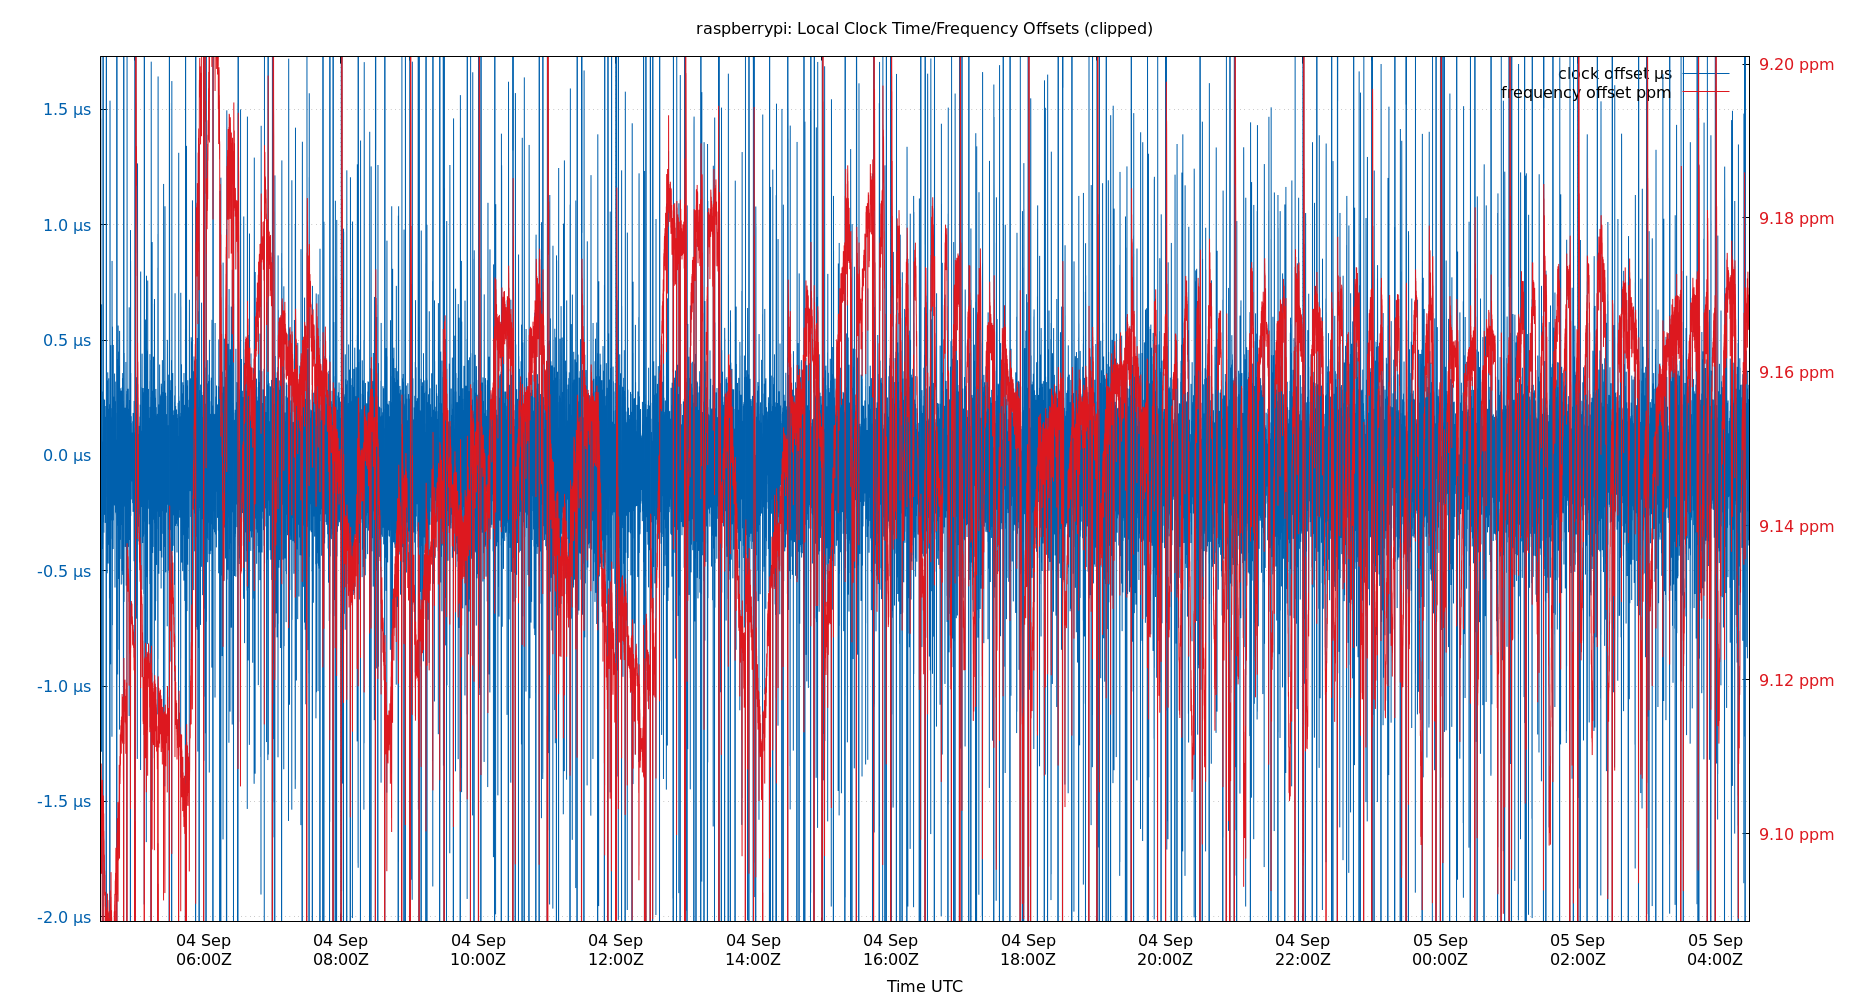 raspberrypi: Local Clock Time/Frequency Offsets (clipped)
clock offset µs
frequency offset ppm
1.5 µs
1.0 µs
0.5 µs
0.0 µs
-0.5 µs
-1.0 µs
-1.5 µs
-2.0 µs
9.20 ppm
9.18 ppm
9.16 ppm
9.14 ppm
9.12 ppm
9.10 ppm
04 Sep
06:00Z
04 Sep
08:00Z
04 Sep
10:00Z
04 Sep
12:00Z
04 Sep
14:00Z
04 Sep
16:00Z
04 Sep
18:00Z
04 Sep
20:00Z
04 Sep
22:00Z
05 Sep
00:00Z
05 Sep
02:00Z
05 Sep
04:00Z
Time UTC